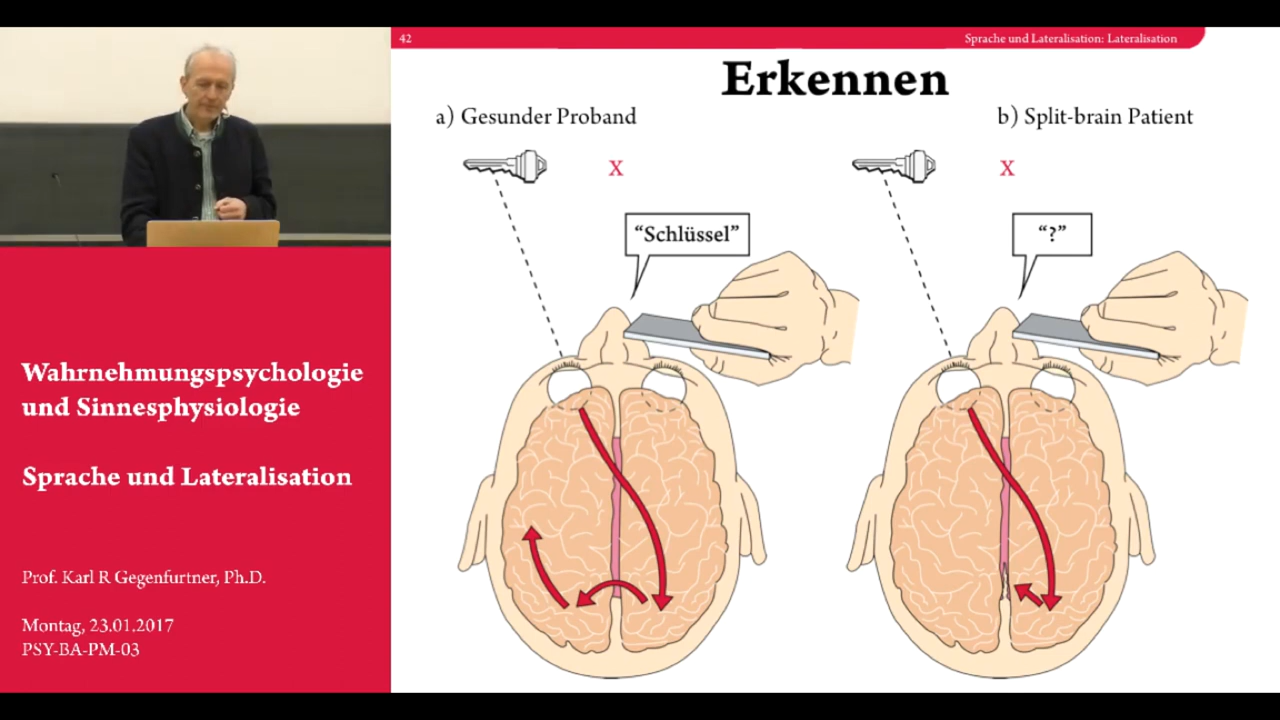 42
Sprache und Lateralisation: Lateralisation
Erkennen
a) Gesunder Proband
b) Split-brain Patient
X
X
“Schlüssel”
“?”
Wahrnehmungspsychologie
und Sinnesphysiologie
Sprache und Lateralisation
Prof. Karl R Gegenfurtner, Ph.D.
Montag, 23.01.2017
PSY-BA-PM-03